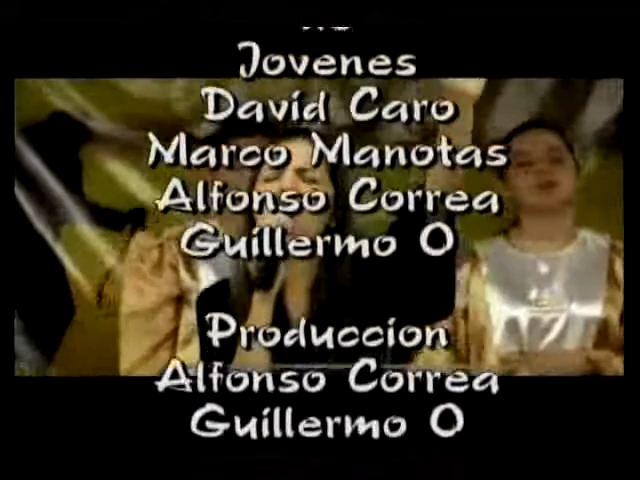 Jovenes
David Caro
Marco Manotas
Alfonso Correa
Guillermo O
Produccion
Alfonso Correa
Guillermo O